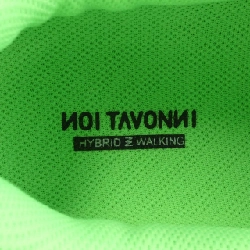 NOI TAVONNI
HYBRID Z WALKING